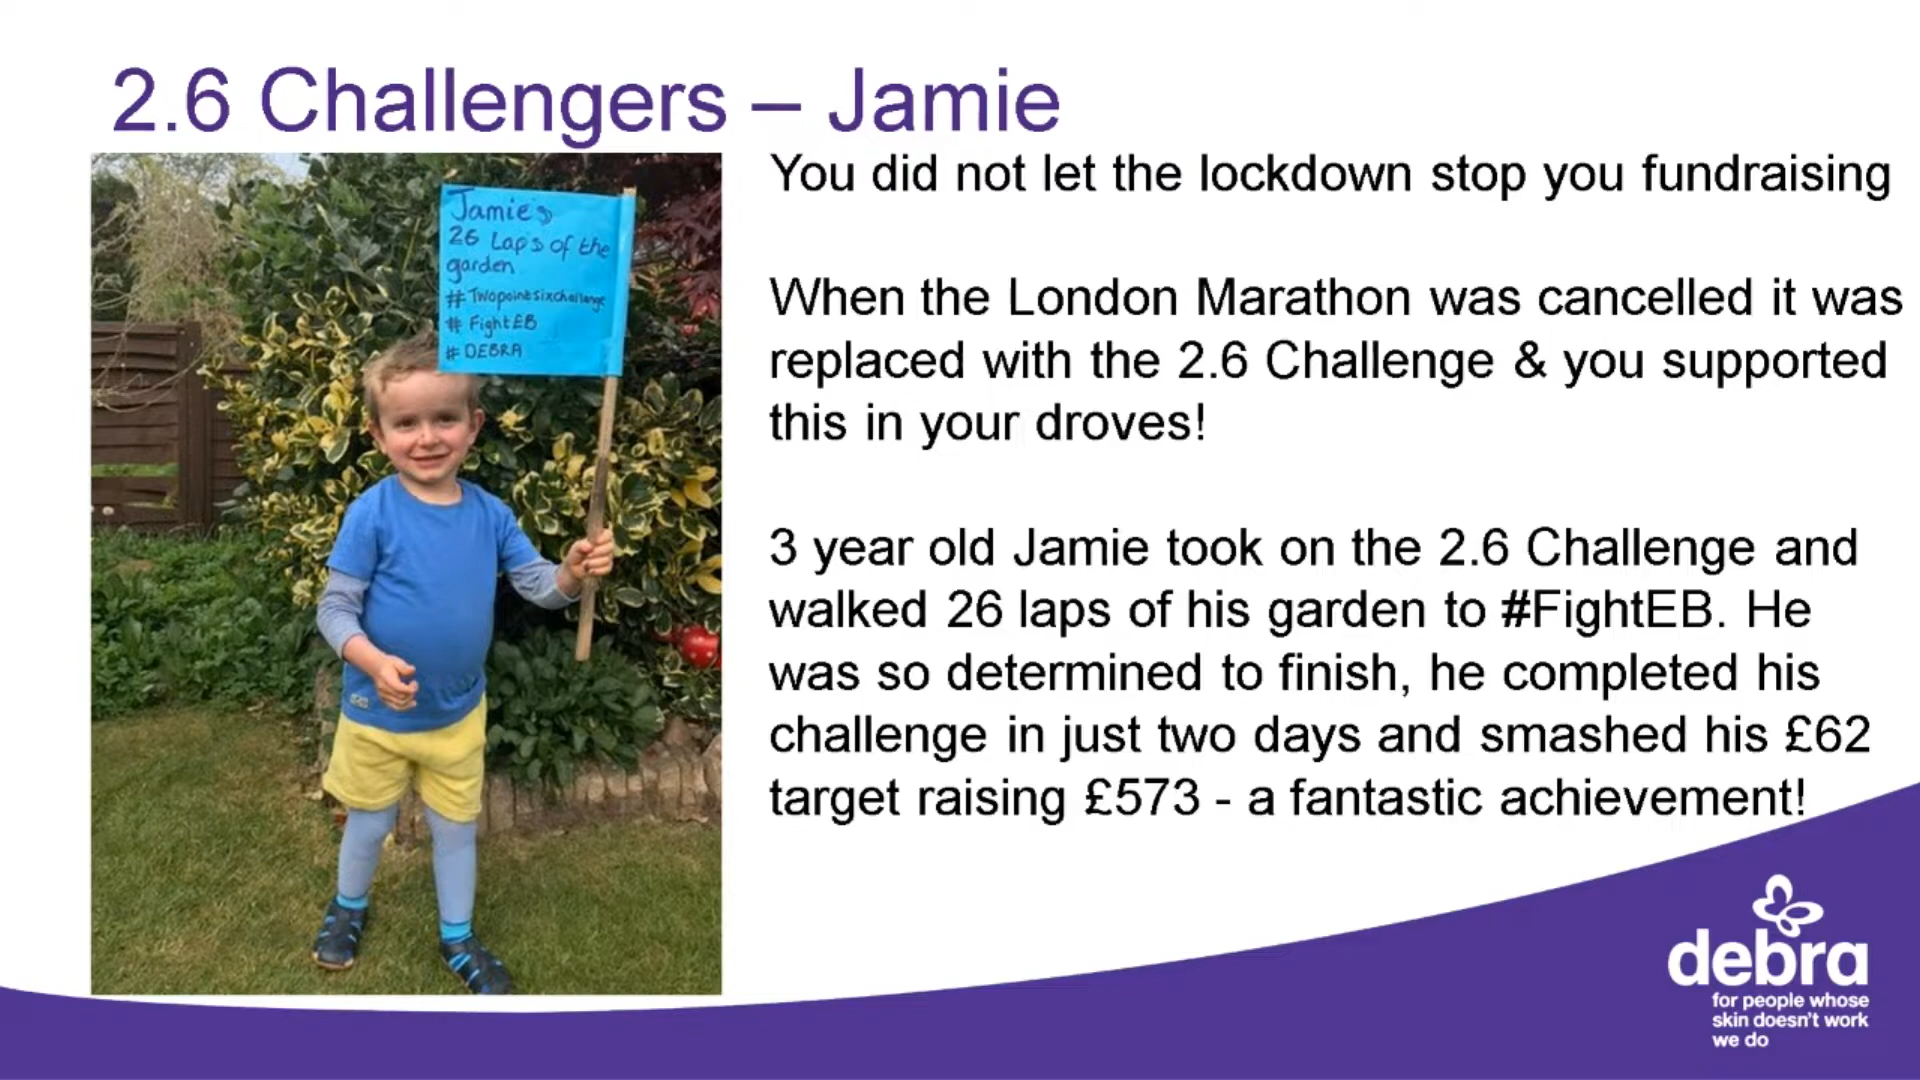 2.6 Challengers – Jamie
Jamie's
26 Laps of the
garden
# Twopointsixchallenge
# FightEB
# DEBRA
You did not let the lockdown stop you fundraising
When the London Marathon was cancelled it was
replaced with the 2.6 Challenge & you supported
this in your droves!
3 year old Jamie took on the 2.6 Challenge and
walked 26 laps of his garden to #FightEB. He
was so determined to finish, he completed his
challenge in just two days and smashed his £62
target raising £573 - a fantastic achievement!
debra
for people whose
skin doesn't work
we do